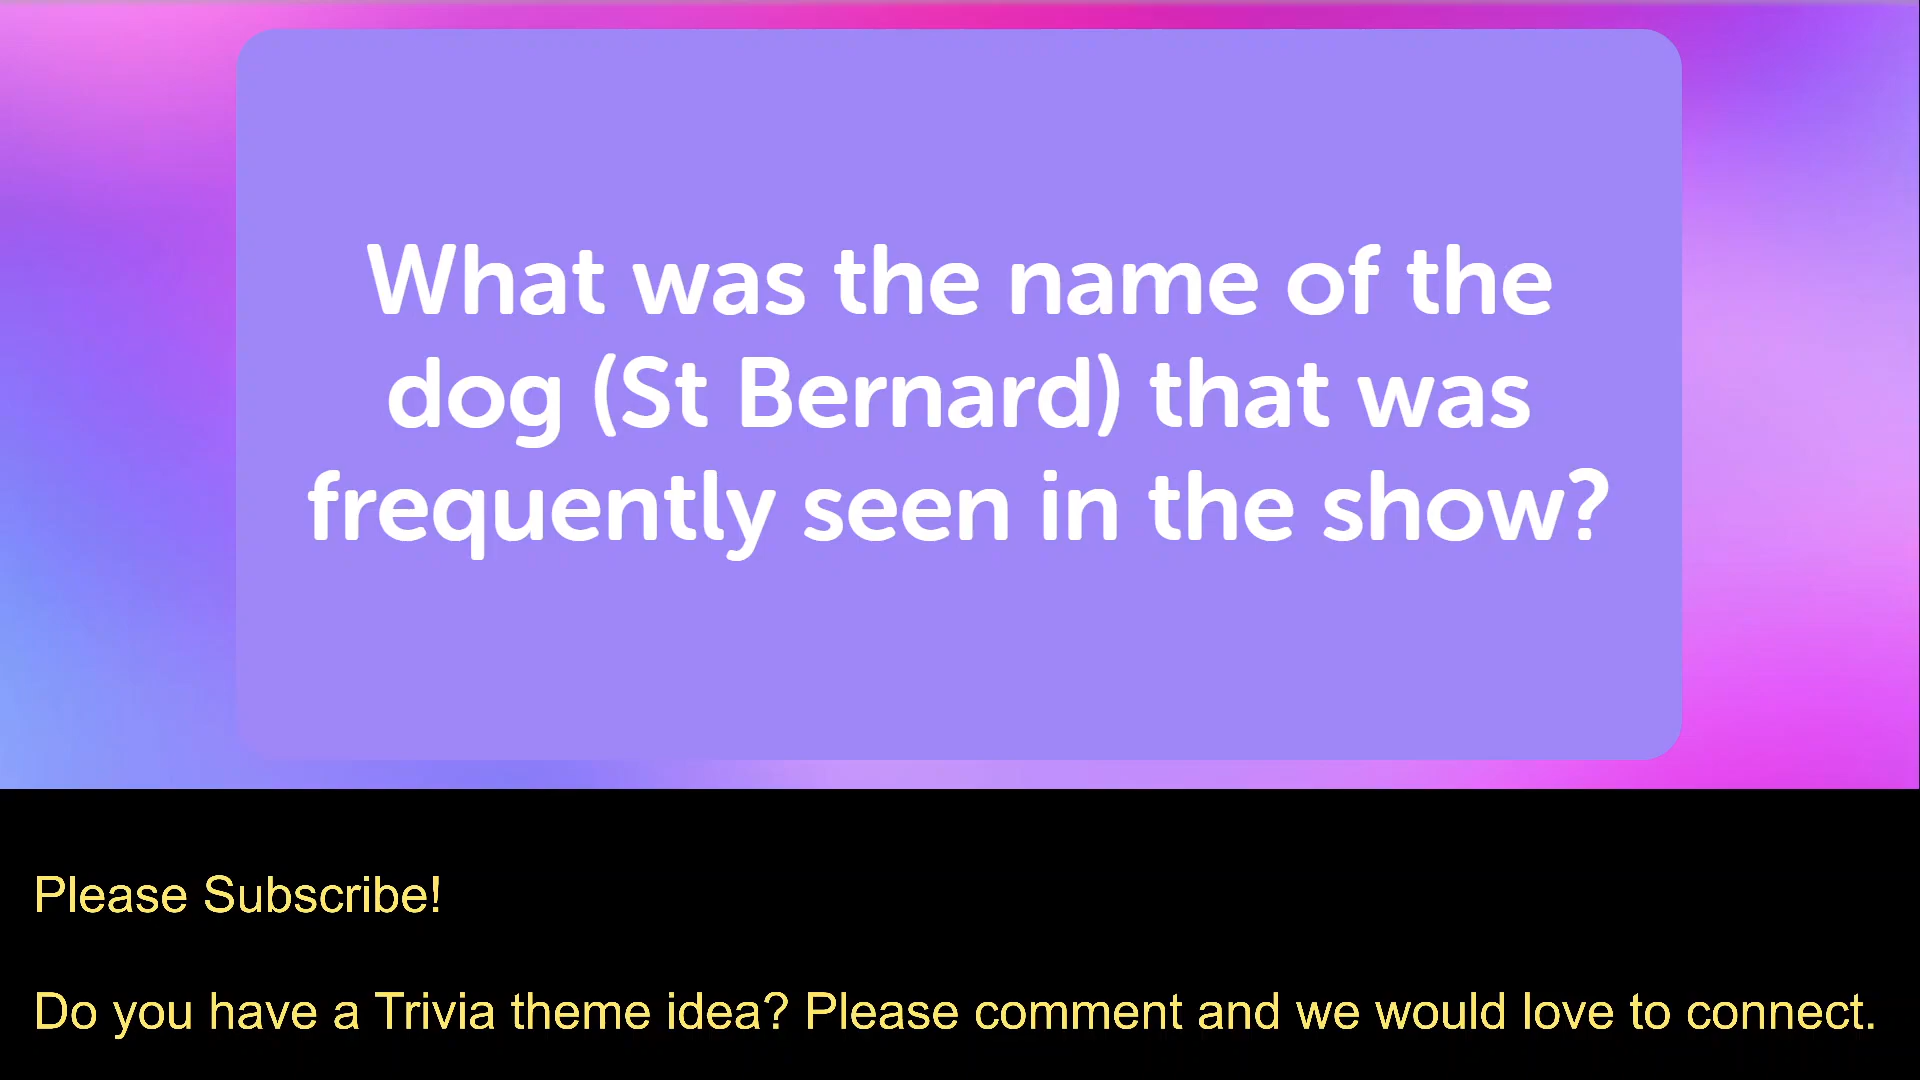 What was the name of the
dog (St Bernard) that was
frequently seen in the show?
Please Subscribe!
Do you have a Trivia theme idea? Please comment and we would love to connect.